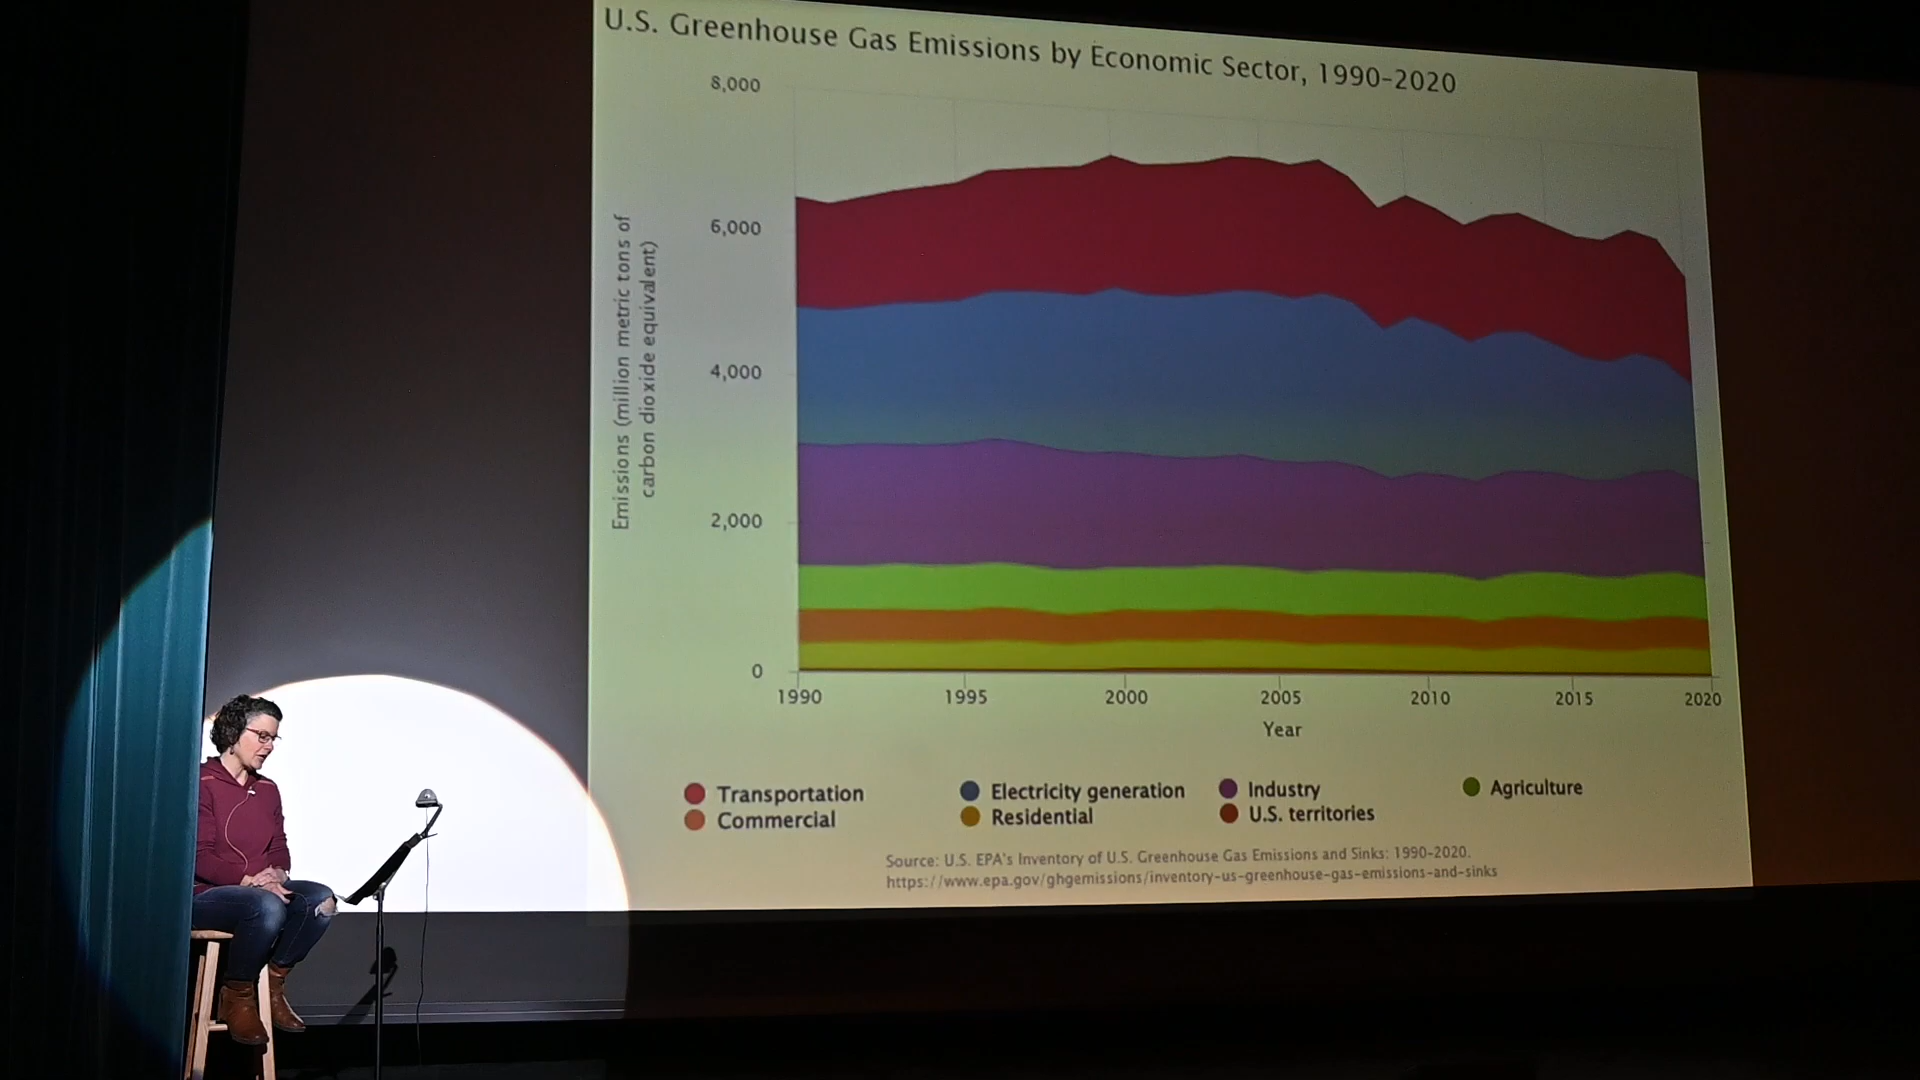 U.S. Greenhouse Gas Emissions by Economic Sector, 1990–2020
8,000
6,000
4,000
2,000
0
Emissions (million metric tons of
carbon dioxide equivalent)
1990 1995 2000 2005 2010 2015 2020
Year
Transportation Electricity generation Industry Agriculture
Commercial Residential U.S. territories
Source: U.S. EPA's Inventory of U.S. Greenhouse Gas Emissions and Sinks: 1990–2020.
https://www.epa.gov/ghgemissions/inventory-us-greenhouse-gas-emissions-and-sinks